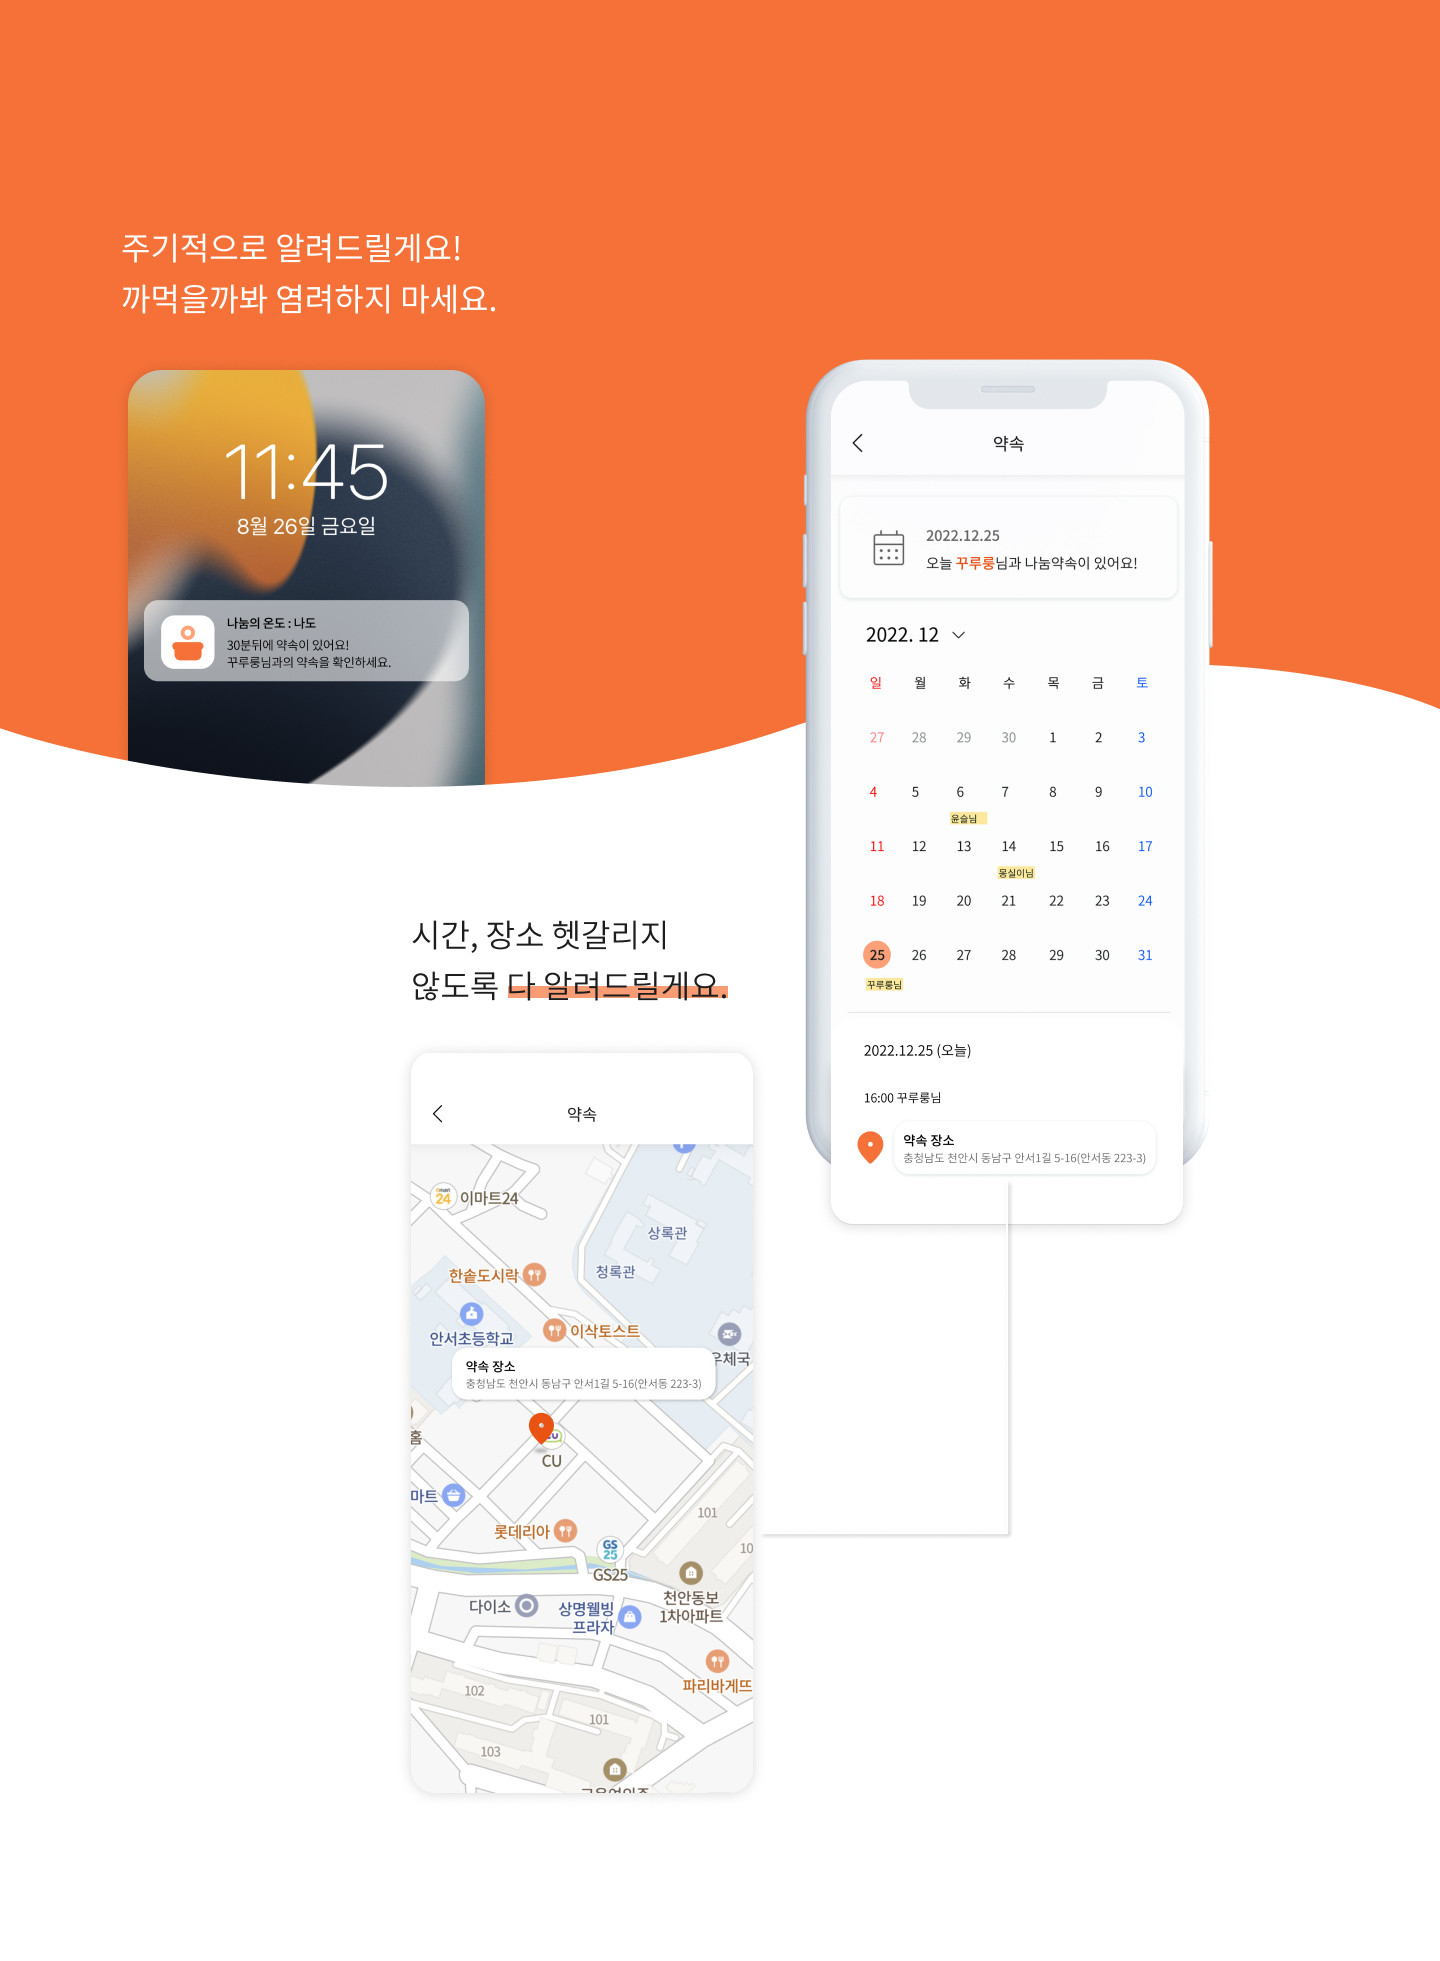 주기적으로 알려드릴게요!
까먹을까봐 염려하지 마세요.
11:45
8월 26일 금요일
나눔의 온도 : 나도
30분뒤에 약속이 있어요!
꾸루룽님과의 약속을 확인하세요.
약속
2022.12.25
오늘 꾸루룽님과 나눔약속이 있어요!
2022. 12
일 월 화 수 목 금 토
27 28 29 30 1 2 3
4 5 6 7 8 9 10
윤슬님
11 12 13 14 15 16 17
몽실이님
18 19 20 21 22 23 24
25 26 27 28 29 30 31
꾸루룽님
2022.12.25 (오늘)
16:00 꾸루룽님
약속 장소
충청남도 천안시 동남구 안서1길 5-16(안서동 223-3)
시간, 장소 헷갈리지
않도록 다 알려드릴게요.
약속
24 이마트24
상록관
청록관
한솥도시락
이삭토스트
안서초등학교
우체국
약속 장소
충청남도 천안시 동남구 안서1길 5-16(안서동 223-3)
홈
CU
마트
101
롯데리아
GS
25
GS25
10
천안동보
1차아파트
다이소
상명웰빙
프라자
파리바게뜨
102
101
103